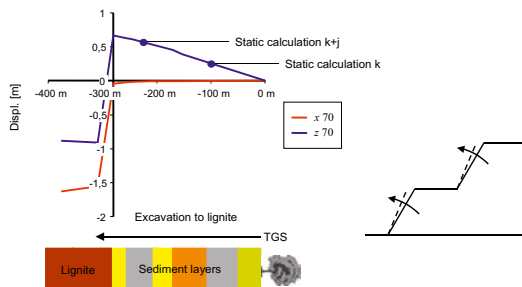 1
0,5
0
-0,5
-1
-1,5
-2
Displ. [m]
-400 m -300 m -200 m -100 m 0 m
Static calculation k+j
Static calculation k
x 70
z 70
Excavation to lignite
TGS
Lignite Sediment layers